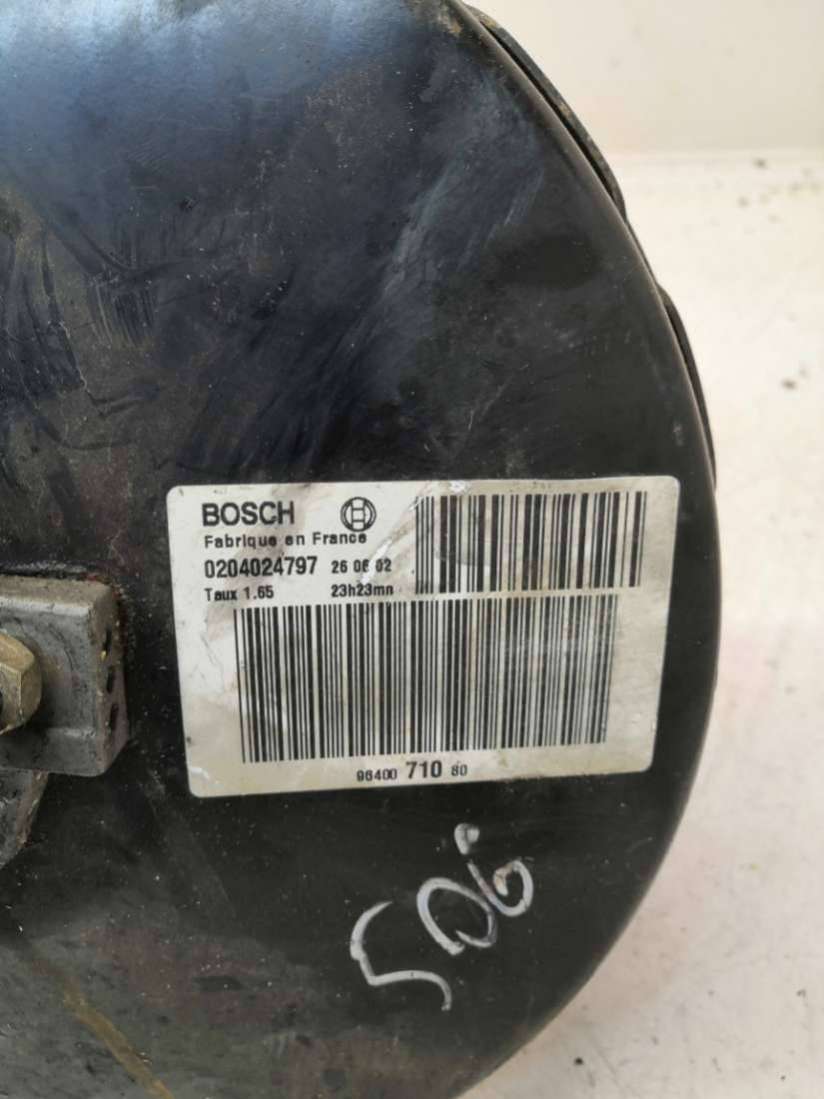 BOSCH
Fabrique en France
0204024797 26 06 02
Taux 1.65 23h23mn
96400 710 80
506